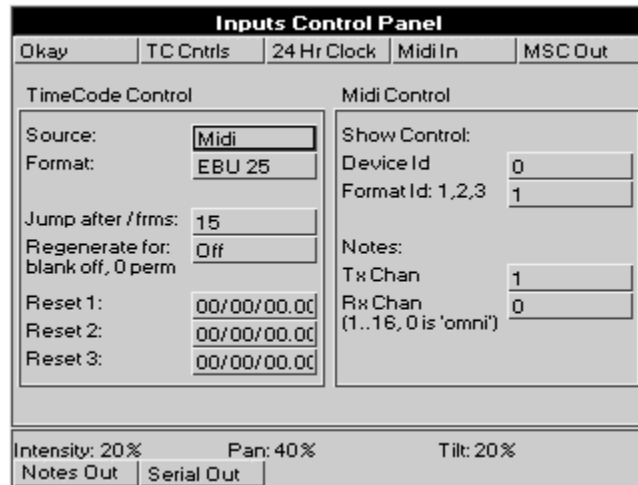 Inputs Control Panel
Okay TC Cntrls 24 Hr Clock Midi In MSC Out
TimeCode Control
Source: Midi
Format: EBU 25
Jump after /frms: 15
Regenerate for: Off
blank off, 0 perm
Reset 1: 00/00/00.00
Reset 2: 00/00/00.00
Reset 3: 00/00/00.00
Midi Control
Show Control:
Device Id 0
Format Id: 1,2,3 1
Notes:
Tx Chan 1
Rx Chan 0
(1..16, 0 is 'omni')
Intensity: 20% Pan: 40% Tilt: 20%
Notes Out Serial Out